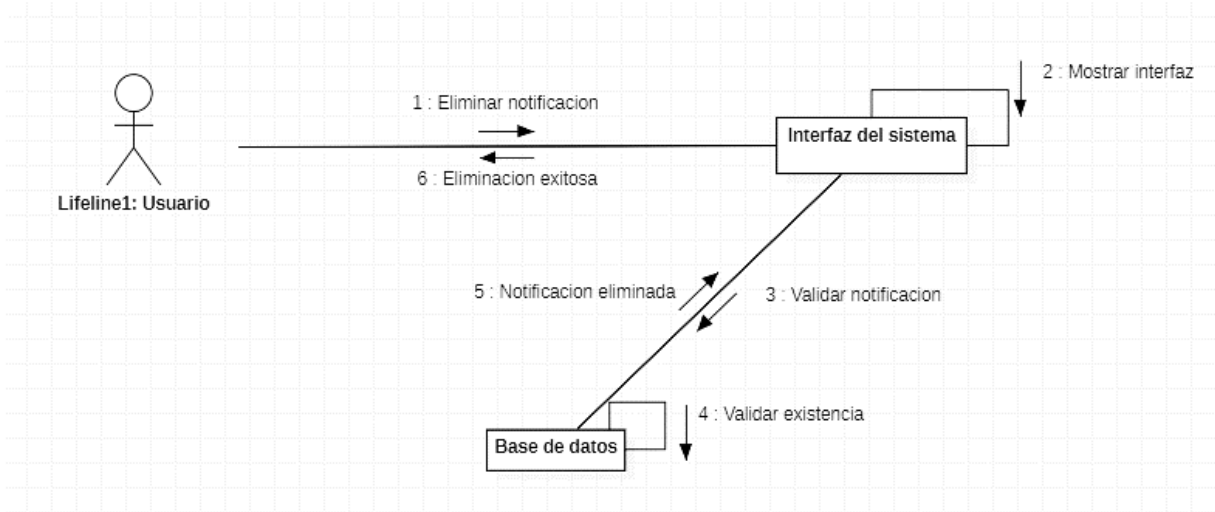 2 : Mostrar interfaz
1 : Eliminar notificacion
Interfaz del sistema
6 : Eliminacion exitosa
Lifeline1: Usuario
5 : Notificacion eliminada
3 : Validar notificacion
4 : Validar existencia
Base de datos